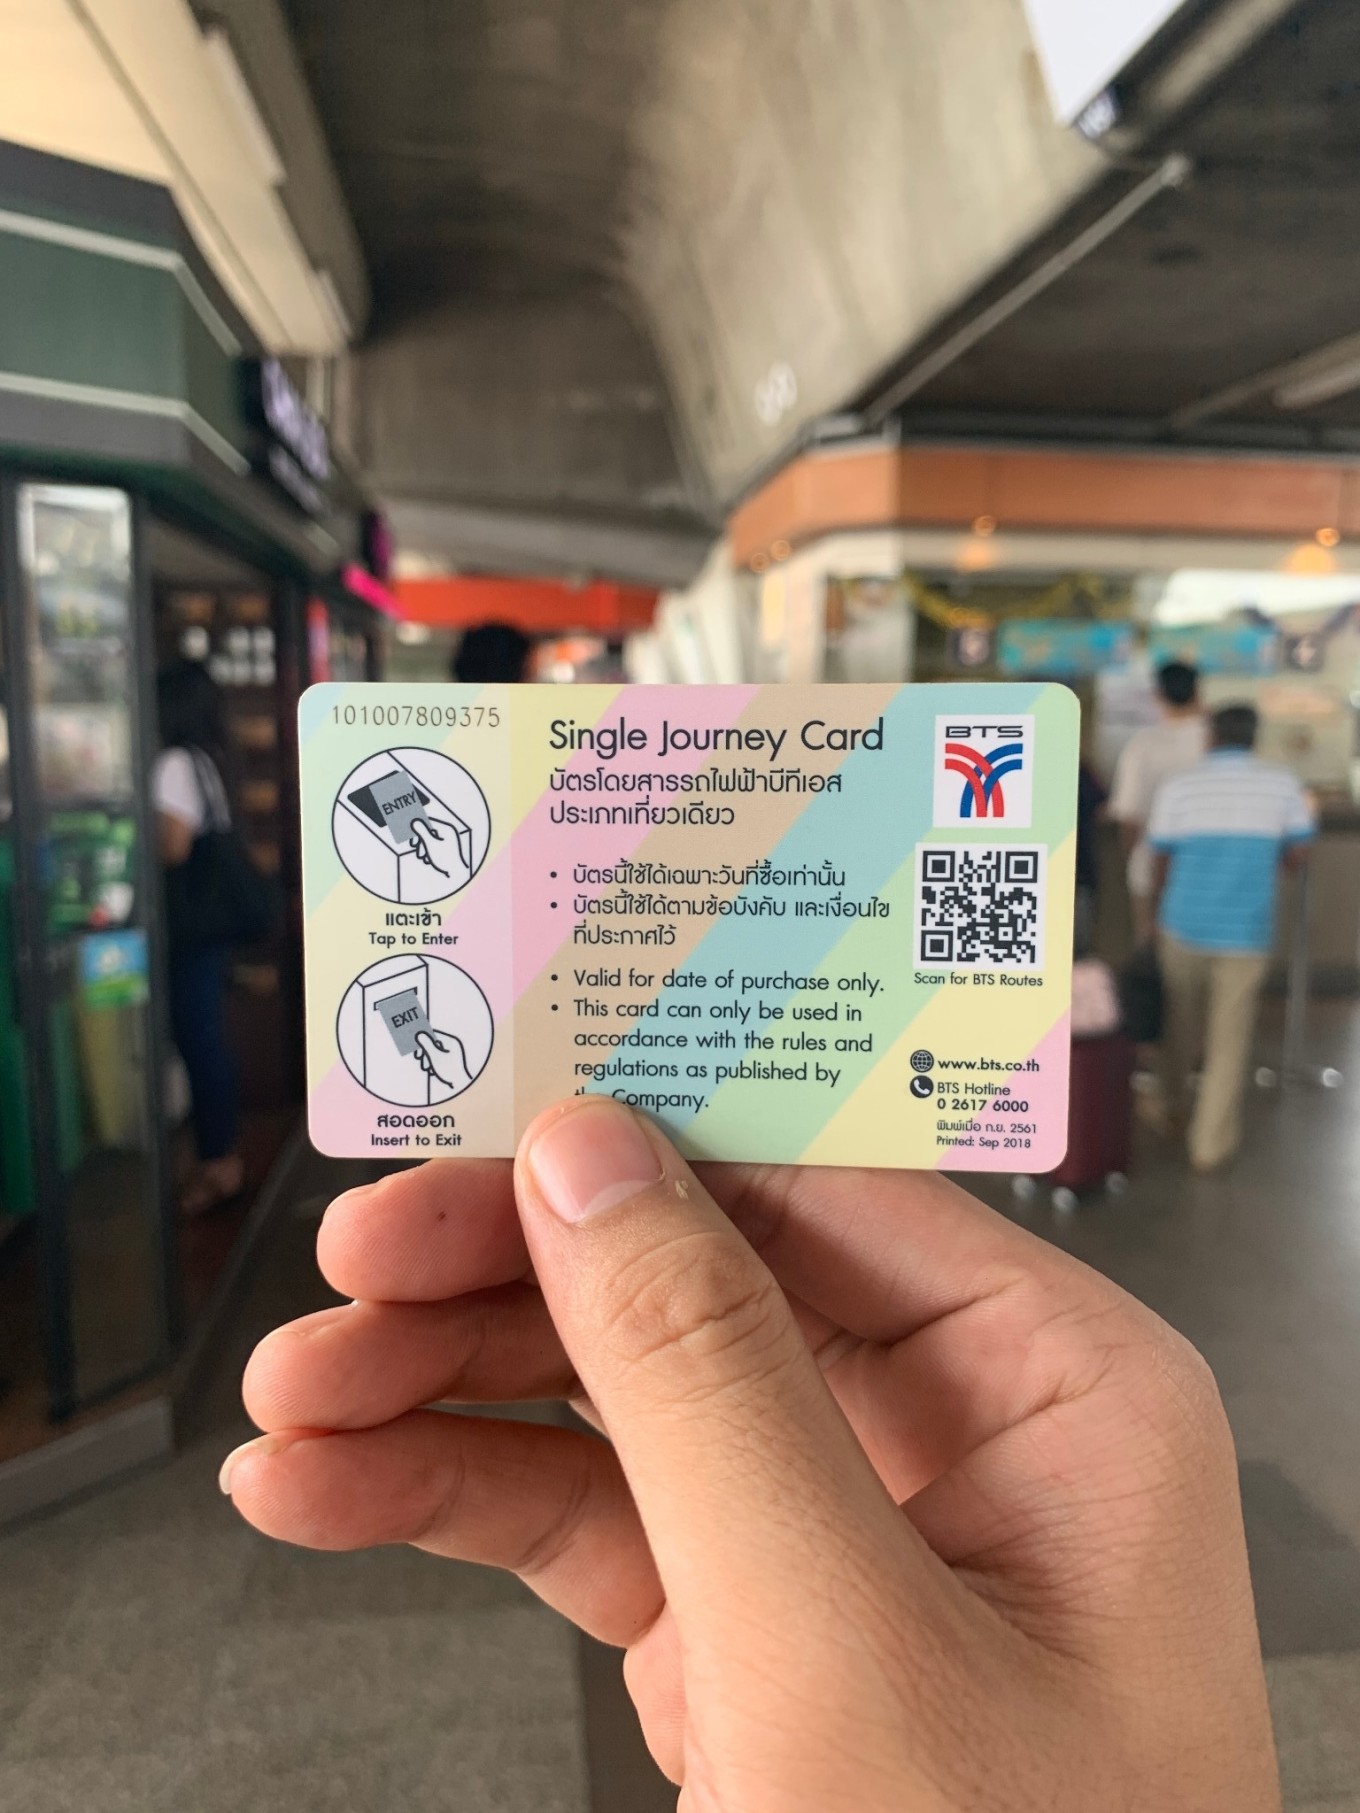 101007809375
ENTRY
แตะเข้า
Tap to Enter
EXIT
สอดออก
Insert to Exit
Single Journey Card
บัตรโดยสารรถไฟฟ้าบีทีเอส
ประเภทเที่ยวเดียว
• บัตรนี้ใช้ได้เฉพาะวันที่ซื้อเท่านั้น
• บัตรนี้ใช้ได้ตามข้อบังคับ และเงื่อนไข
ที่ประกาศไว้
• Valid for date of purchase only.
• This card can only be used in
accordance with the rules and
regulations as published by
the Company.
BTS
Scan for BTS Routes
www.bts.co.th
BTS Hotline
0 2617 6000
พิมพ์เมื่อ ก.ย. 2561
Printed: Sep 2018